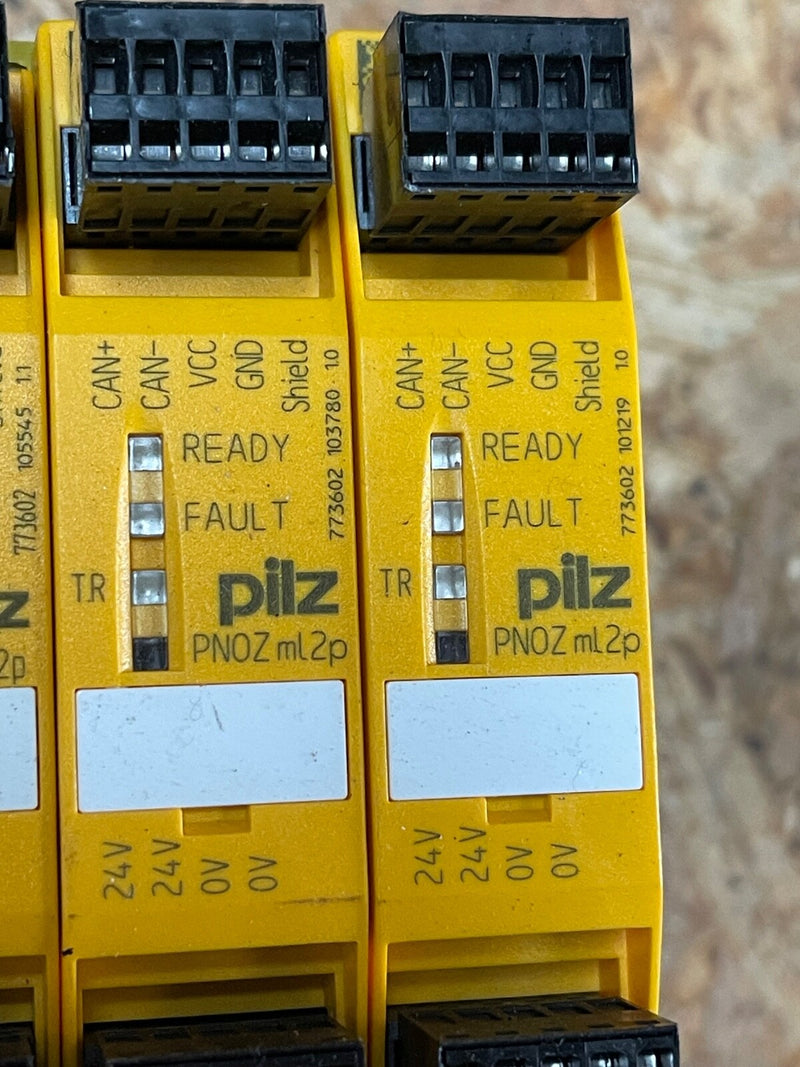 773602 105545 1.1
z
2p
CAN+
CAN-
VCC
GND
Shield
773602 103780 1.0
READY
FAULT
T.R
pilz
PNOZ ml2p
24V
24V
0V
0V
CAN+
CAN-
VCC
GND
Shield
773602 101219 1.0
READY
FAULT
T.R
pilz
PNOZ ml2p
24V
24V
0V
0V